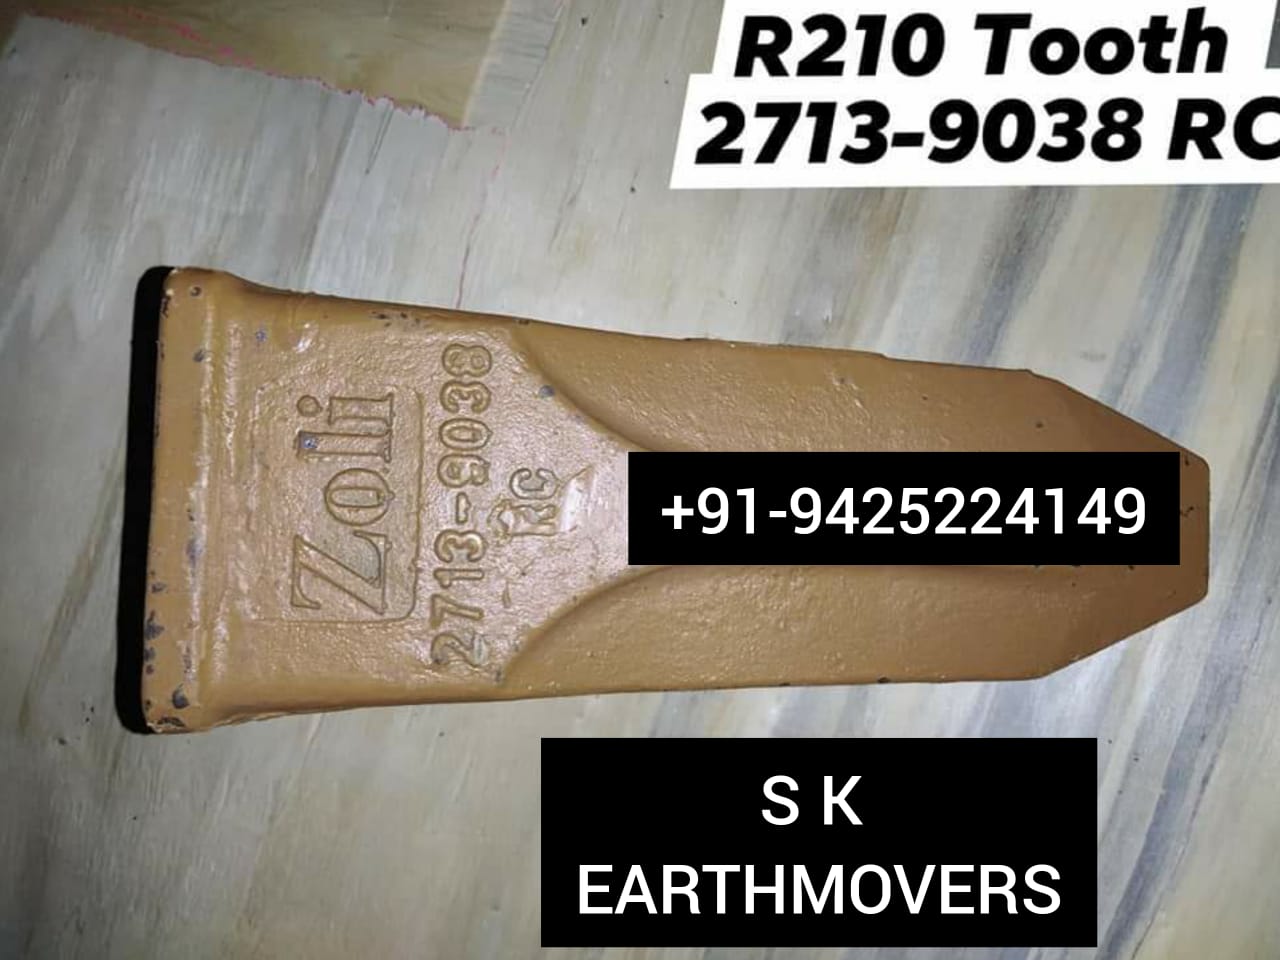 R210 Tooth
2713-9038 RC
Zoli
2713-9038
RC
+91-9425224149
S K
EARTHMOVERS